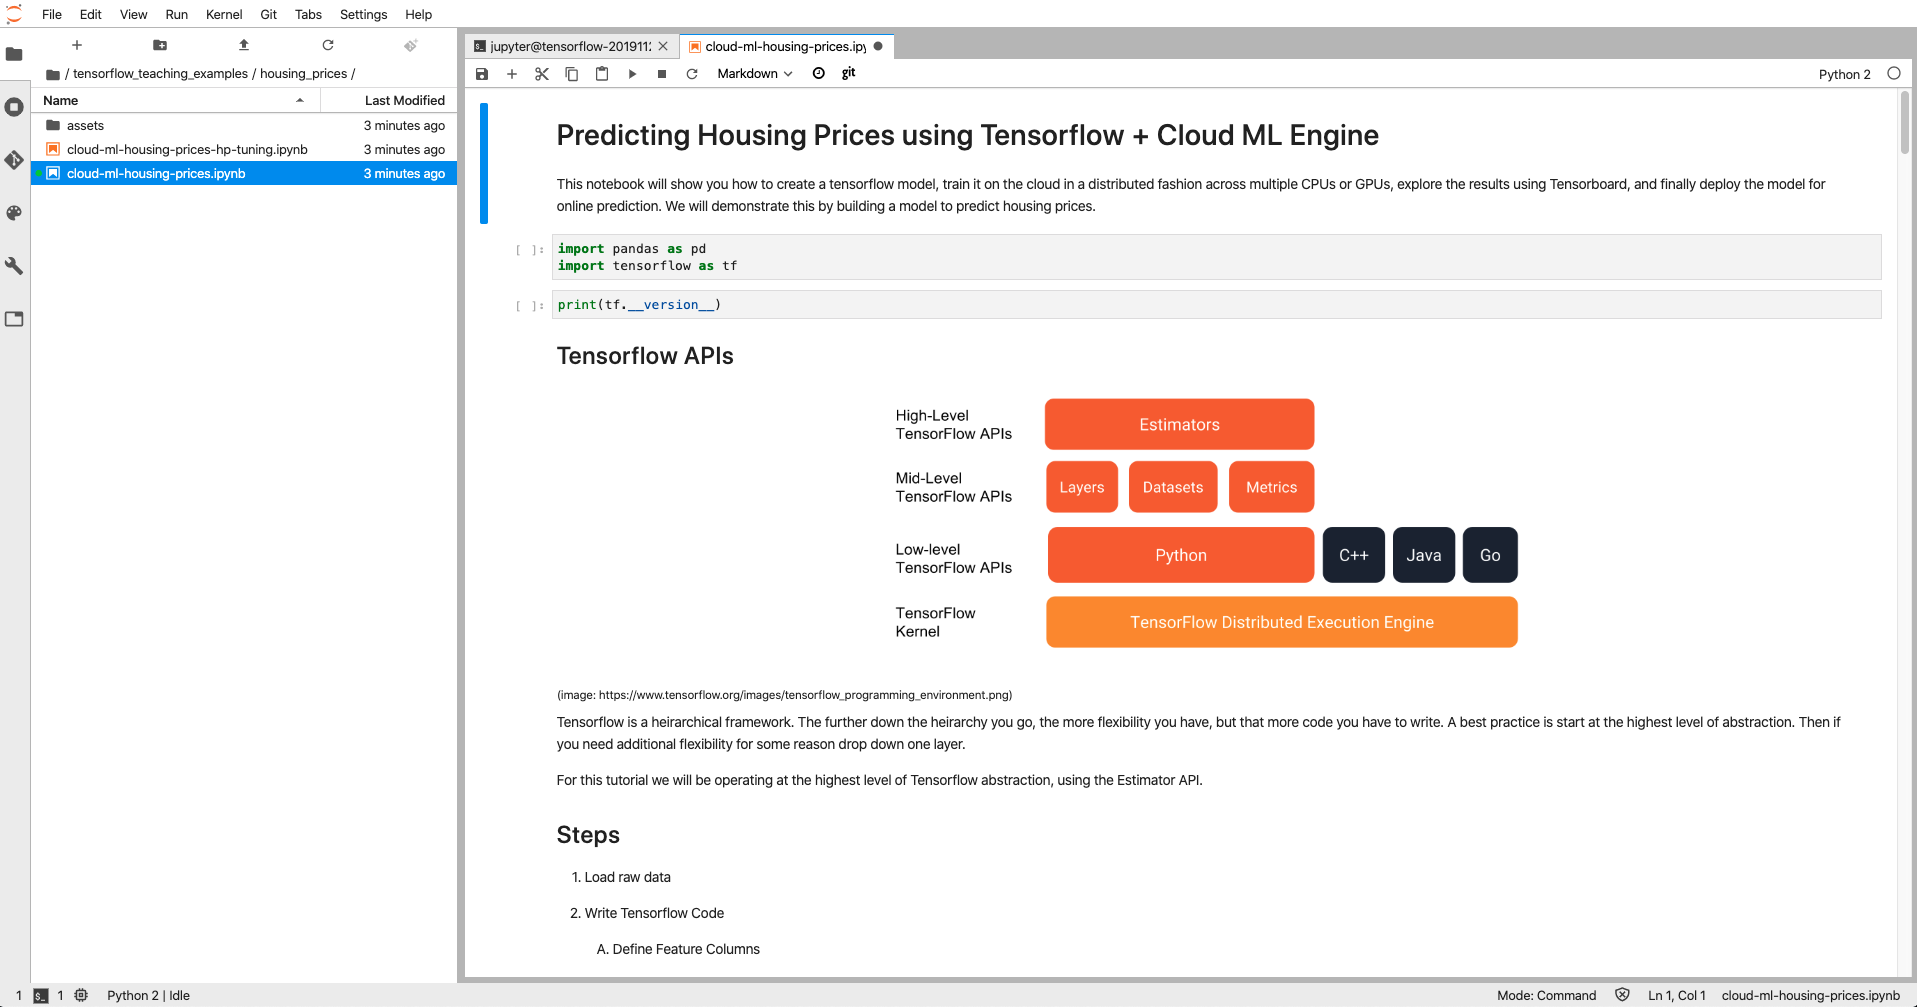 File Edit View Run Kernel Git Tabs Settings Help
/ tensorflow_teaching_examples / housing_prices /
Name Last Modified
assets 3 minutes ago
cloud-ml-housing-prices-hp-tuning.ipynb 3 minutes ago
cloud-ml-housing-prices.ipynb 3 minutes ago
jupyter@tensorflow-2019112
cloud-ml-housing-prices.ipy
Markdown git Python 2
Predicting Housing Prices using Tensorflow + Cloud ML Engine
This notebook will show you how to create a tensorflow model, train it on the cloud in a distributed fashion across multiple CPUs or GPUs, explore the results using Tensorboard, and finally deploy the model for
online prediction. We will demonstrate this by building a model to predict housing prices.
[ ]: import pandas as pd
import tensorflow as tf
[ ]: print(tf.__version__)
Tensorflow APIs
High-Level
TensorFlow APIs
Estimators
Mid-Level
TensorFlow APIs
Layers Datasets Metrics
Low-level
TensorFlow APIs
Python C++ Java Go
TensorFlow
Kernel
TensorFlow Distributed Execution Engine
(image: https://www.tensorflow.org/images/tensorflow_programming_environment.png)
Tensorflow is a heirarchical framework. The further down the heirarchy you go, the more flexibility you have, but that more code you have to write. A best practice is start at the highest level of abstraction. Then if
you need additional flexibility for some reason drop down one layer.
For this tutorial we will be operating at the highest level of Tensorflow abstraction, using the Estimator API.
Steps
1. Load raw data
2. Write Tensorflow Code
A. Define Feature Columns
1 $_ 1 Python 2 | Idle Mode: Command Ln 1, Col 1 cloud-ml-housing-prices.ipynb